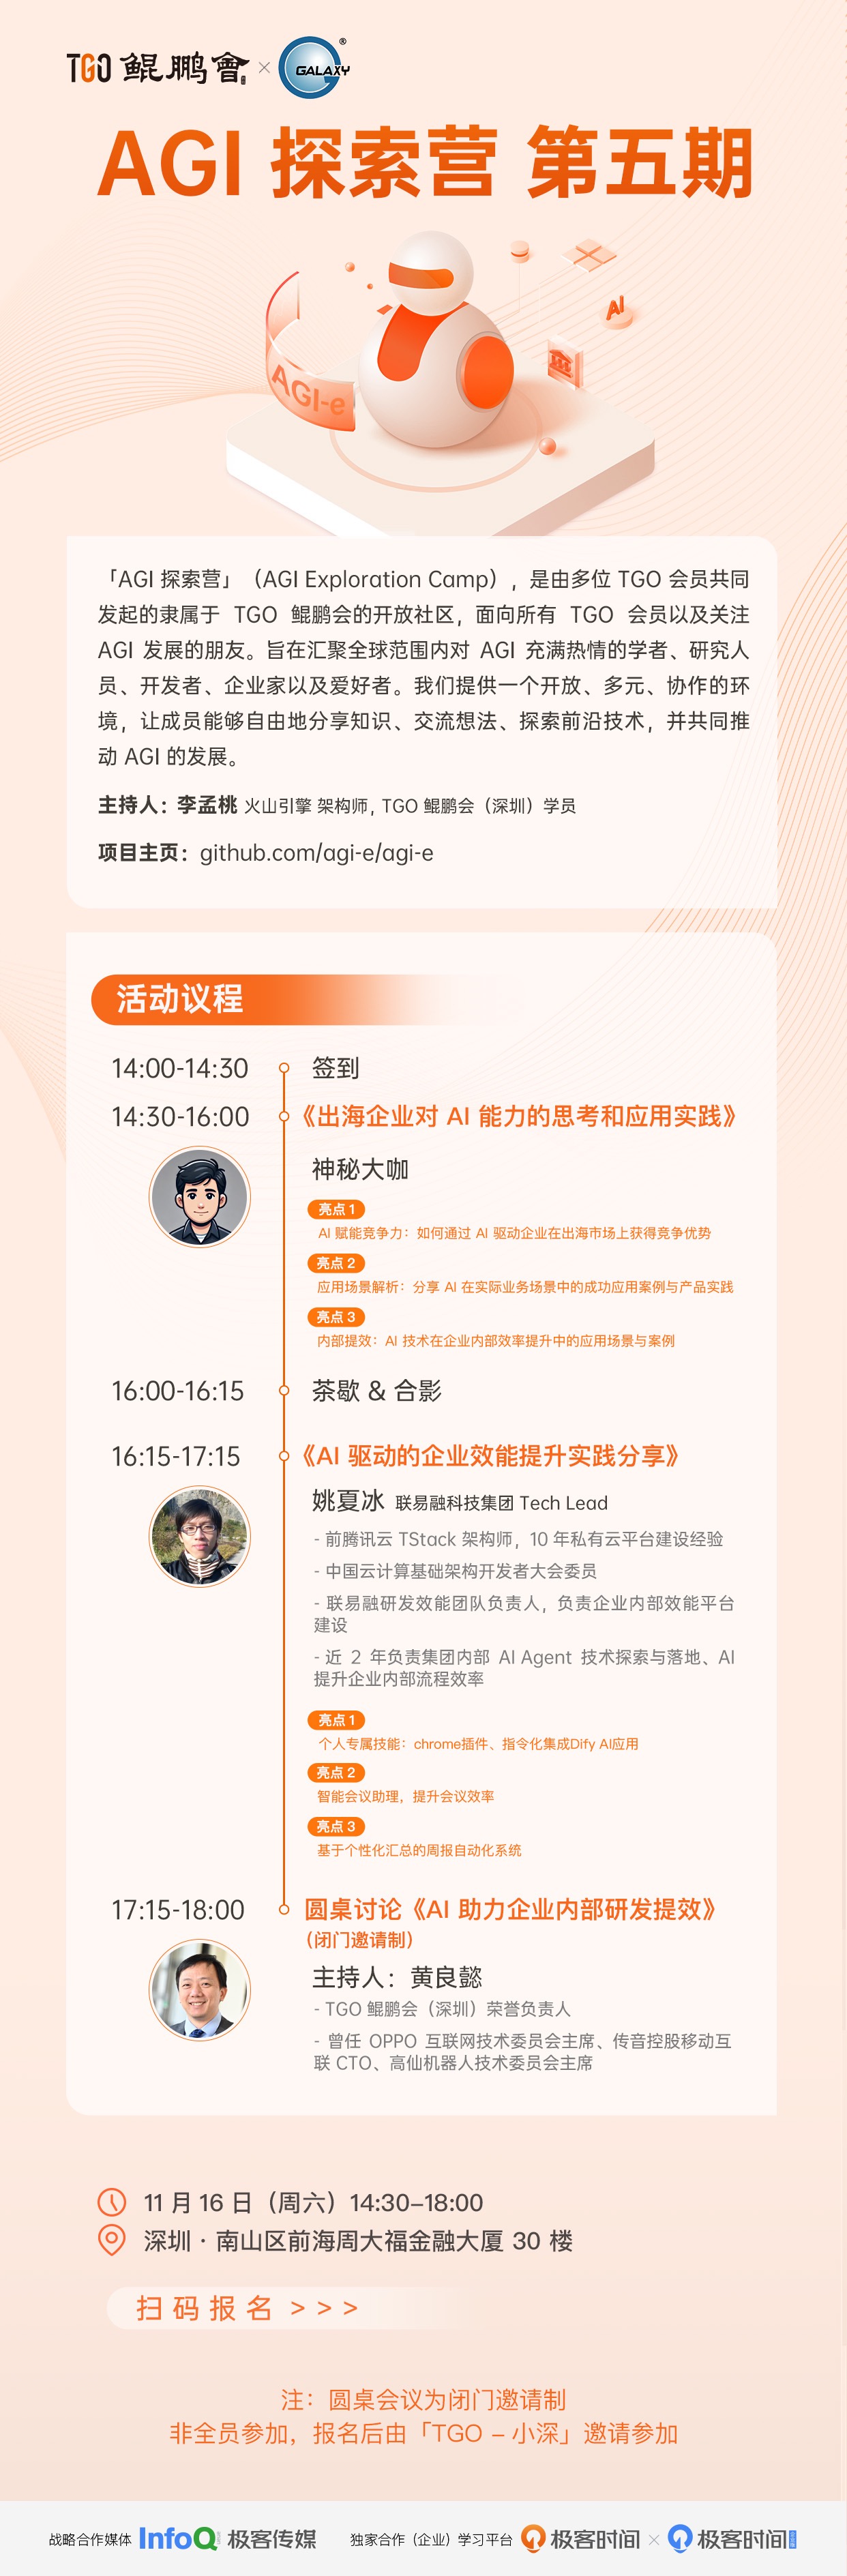 TGO 鲲鹏會 × GALAXY ®
AGI 探索营 第五期
AI
AGI-e
「AGI 探索营」（AGI Exploration Camp），是由多位 TGO 会员共同
发起的隶属于 TGO 鲲鹏会的开放社区，面向所有 TGO 会员以及关注
AGI 发展的朋友。旨在汇聚全球范围内对 AGI 充满热情的学者、研究人
员、开发者、企业家以及爱好者。我们提供一个开放、多元、协作的环
境，让成员能够自由地分享知识、交流想法、探索前沿技术，并共同推
动 AGI 的发展。
主持人：李孟桃 火山引擎 架构师，TGO 鲲鹏会（深圳）学员
项目主页：github.com/agi-e/agi-e
活动议程
14:00-14:30 签到
14:30-16:00 《出海企业对 AI 能力的思考和应用实践》
神秘大咖
亮点 1
AI 赋能竞争力：如何通过 AI 驱动企业在出海市场上获得竞争优势
亮点 2
应用场景解析：分享 AI 在实际业务场景中的成功应用案例与产品实践
亮点 3
内部提效：AI 技术在企业内部效率提升中的应用场景与案例
16:00-16:15 茶歇 & 合影
16:15-17:15 《AI 驱动的企业效能提升实践分享》
姚夏冰 联易融科技集团 Tech Lead
- 前腾讯云 TStack 架构师，10 年私有云平台建设经验
- 中国云计算基础架构开发者大会委员
- 联易融研发效能团队负责人，负责企业内部效能平台
建设
- 近 2 年负责集团内部 AI Agent 技术探索与落地、AI
提升企业内部流程效率
亮点 1
个人专属技能：chrome插件、指令化集成Dify AI应用
亮点 2
智能会议助理，提升会议效率
亮点 3
基于个性化汇总的周报自动化系统
17:15-18:00 圆桌讨论《AI 助力企业内部研发提效》
（闭门邀请制）
主持人：黄良懿
- TGO 鲲鹏会（深圳）荣誉负责人
- 曾任 OPPO 互联网技术委员会主席、传音控股移动互
联 CTO、高仙机器人技术委员会主席
11 月 16 日（周六）14:30–18:00
深圳 · 南山区前海周大福金融大厦 30 楼
扫码报名 > > >
注：圆桌会议为闭门邀请制
非全员参加，报名后由「TGO – 小深」邀请参加
战略合作媒体 InfoQ 极客传媒 独家合作（企业）学习平台 极客时间 × 极客时间